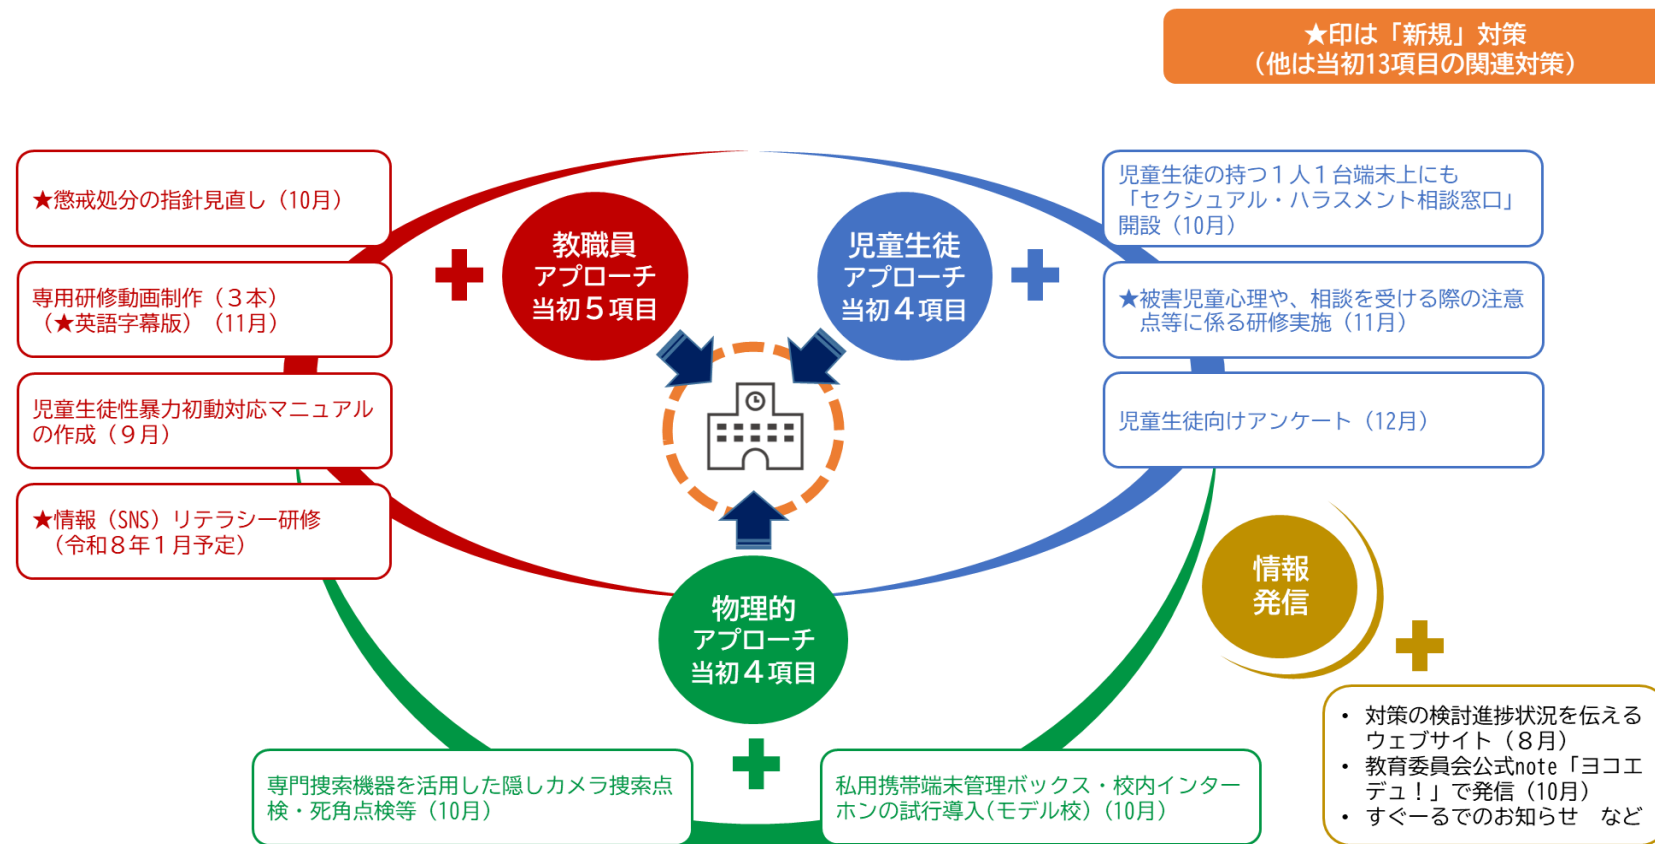 ★印は「新規」対策
（他は当初13項目の関連対策）
★懲戒処分の指針見直し（10月）
専用研修動画制作（３本）
（★英語字幕版）（11月）
児童生徒性暴力初動対応マニュアル
の作成（９月）
★情報（SNS）リテラシー研修
（令和８年１月予定）
教職員
アプローチ
当初５項目
児童生徒
アプローチ
当初４項目
児童生徒の持つ１人１台端末上にも
「セクシュアル・ハラスメント相談窓口」
開設（10月）
★被害児童心理や、相談を受ける際の注意
点等に係る研修実施（11月）
児童生徒向けアンケート（12月）
物理的
アプローチ
当初４項目
専門捜索機器を活用した隠しカメラ捜索点
検・死角点検等（10月）
私用携帯端末管理ボックス・校内インター
ホンの試行導入(モデル校)（10月）
情報
発信
• 対策の検討進捗状況を伝える
ウェブサイト（８月）
• 教育委員会公式note「ヨコエ
デュ！」で発信（10月）
• すぐーるでのお知らせ　など